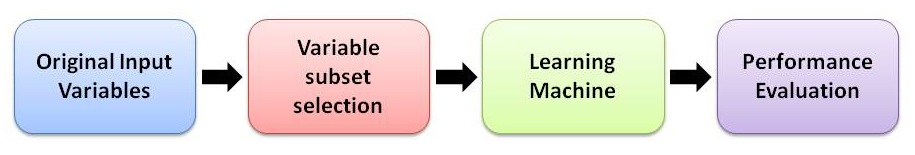 Original Input
Variables
Variable
subset
selection
Learning
Machine
Performance
Evaluation